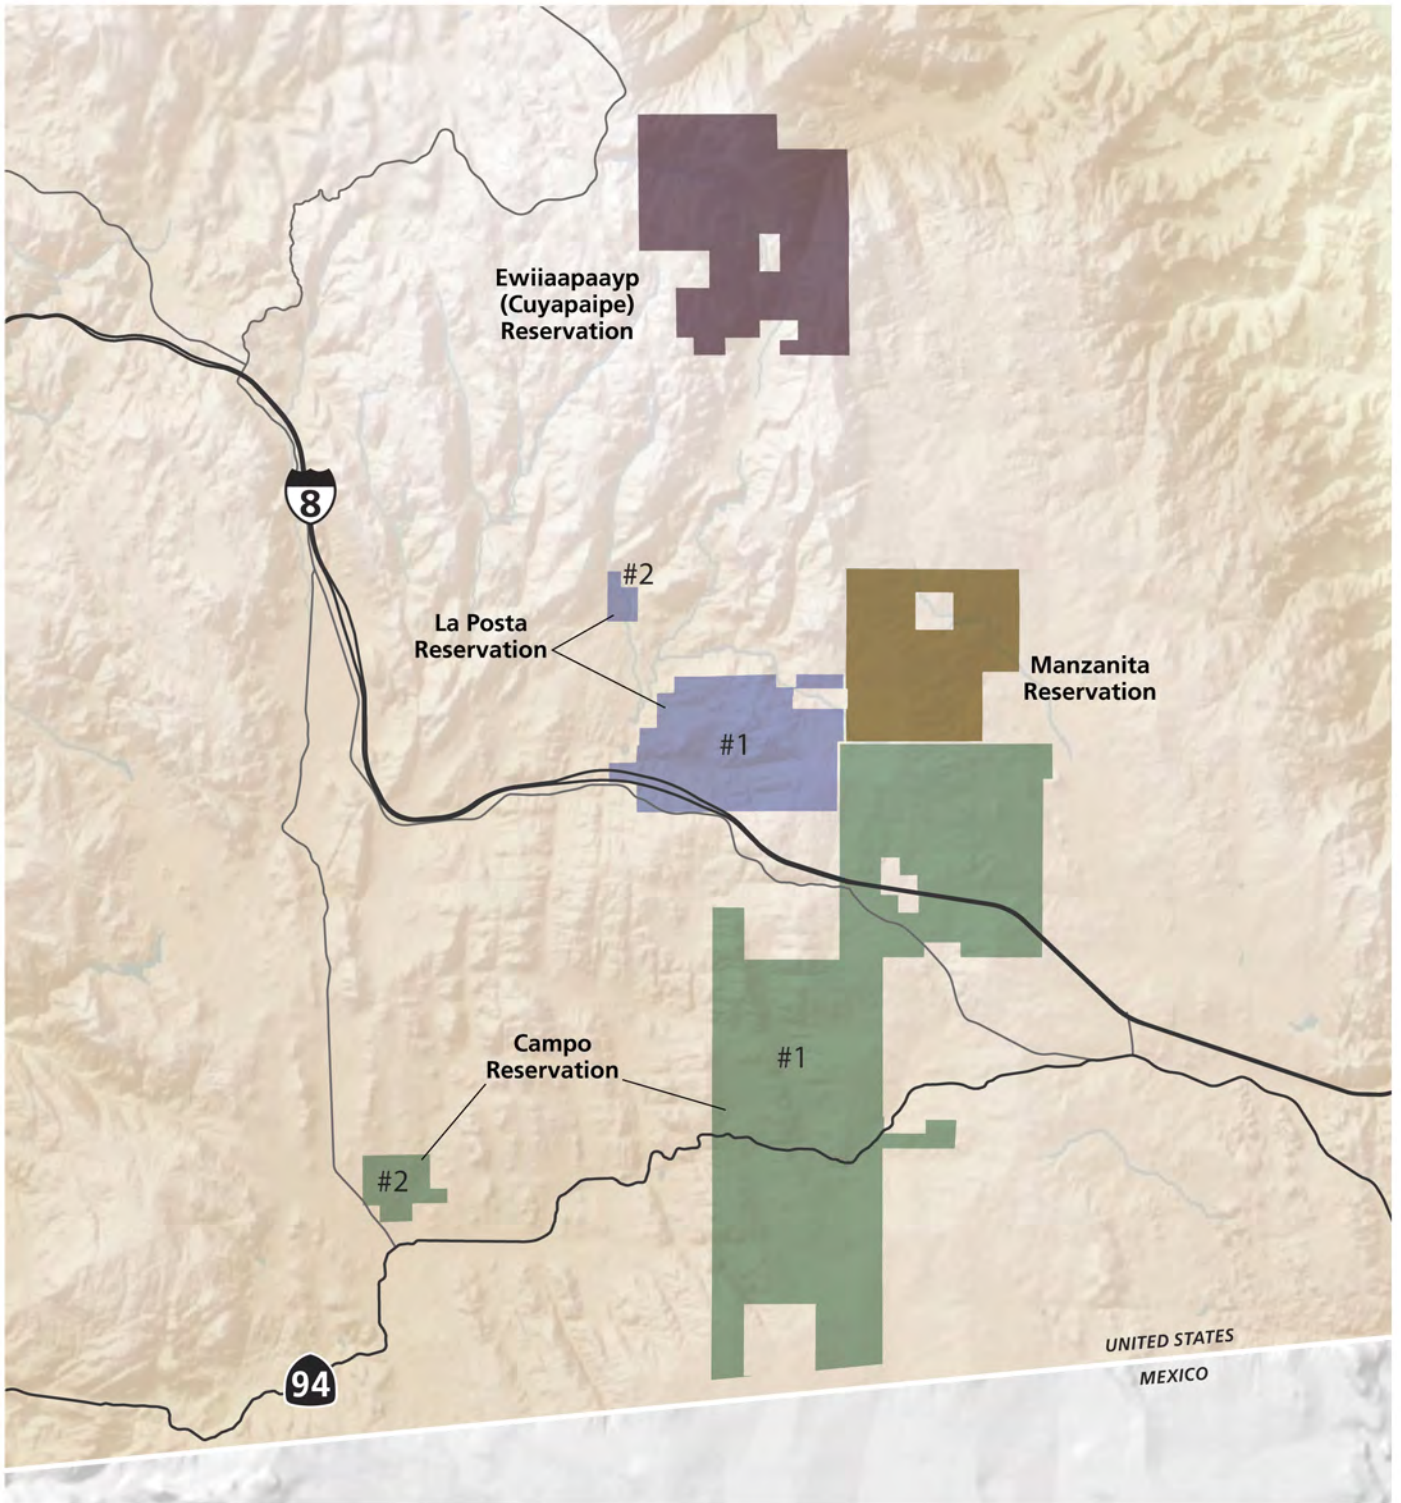 Ewiiaapaayp
(Cuyapaipe)
Reservation
8
#2
La Posta
Reservation
Manzanita
Reservation
#1
Campo
Reservation
#1
#2
UNITED STATES
MEXICO
94